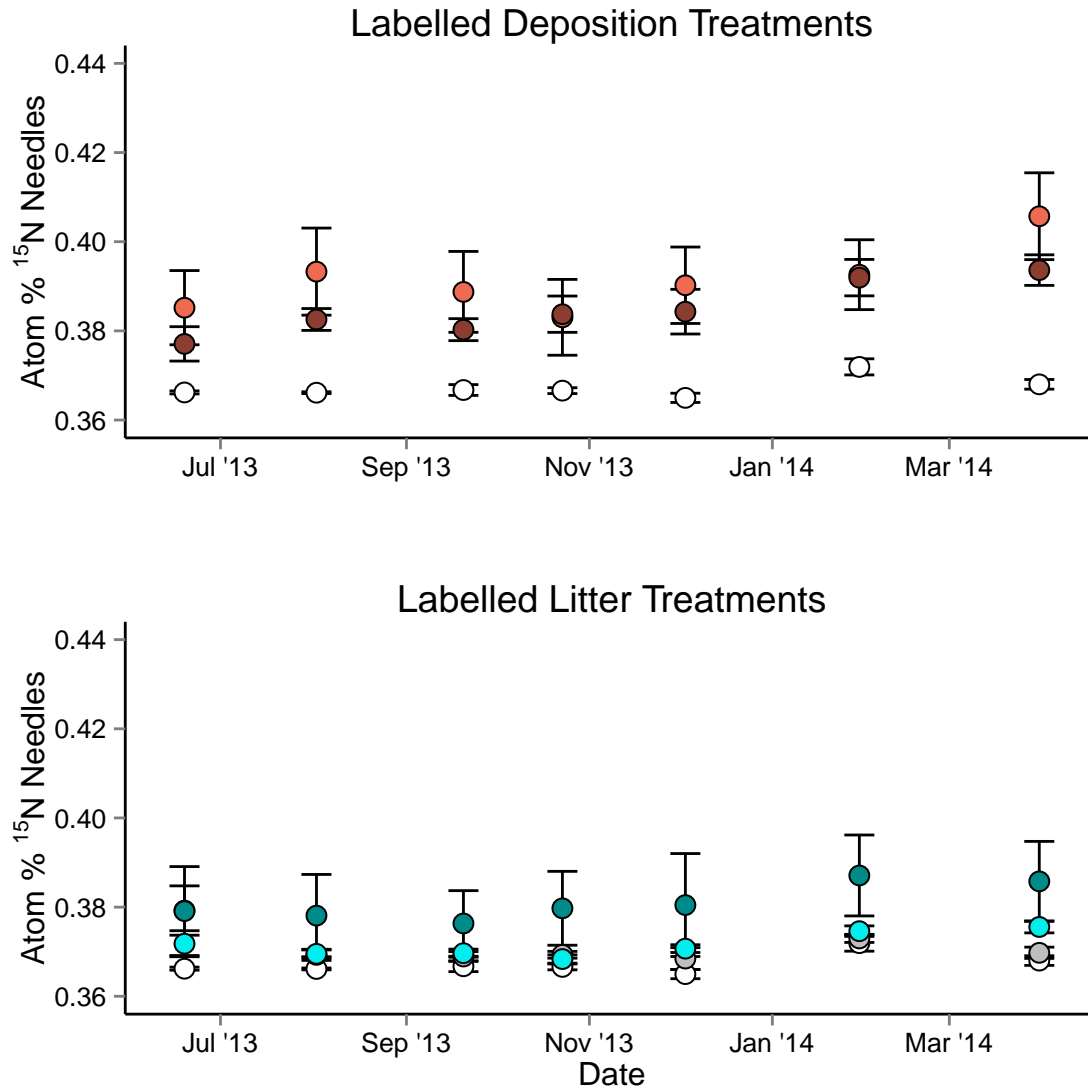 Labelled Deposition Treatments
0.44
0.42
0.40
0.38
0.36
Atom % ¹⁵N Needles
Jul '13 Sep '13 Nov '13 Jan '14 Mar '14
Labelled Litter Treatments
0.44
0.42
0.40
0.38
0.36
Atom % ¹⁵N Needles
Jul '13 Sep '13 Nov '13 Jan '14 Mar '14
Date